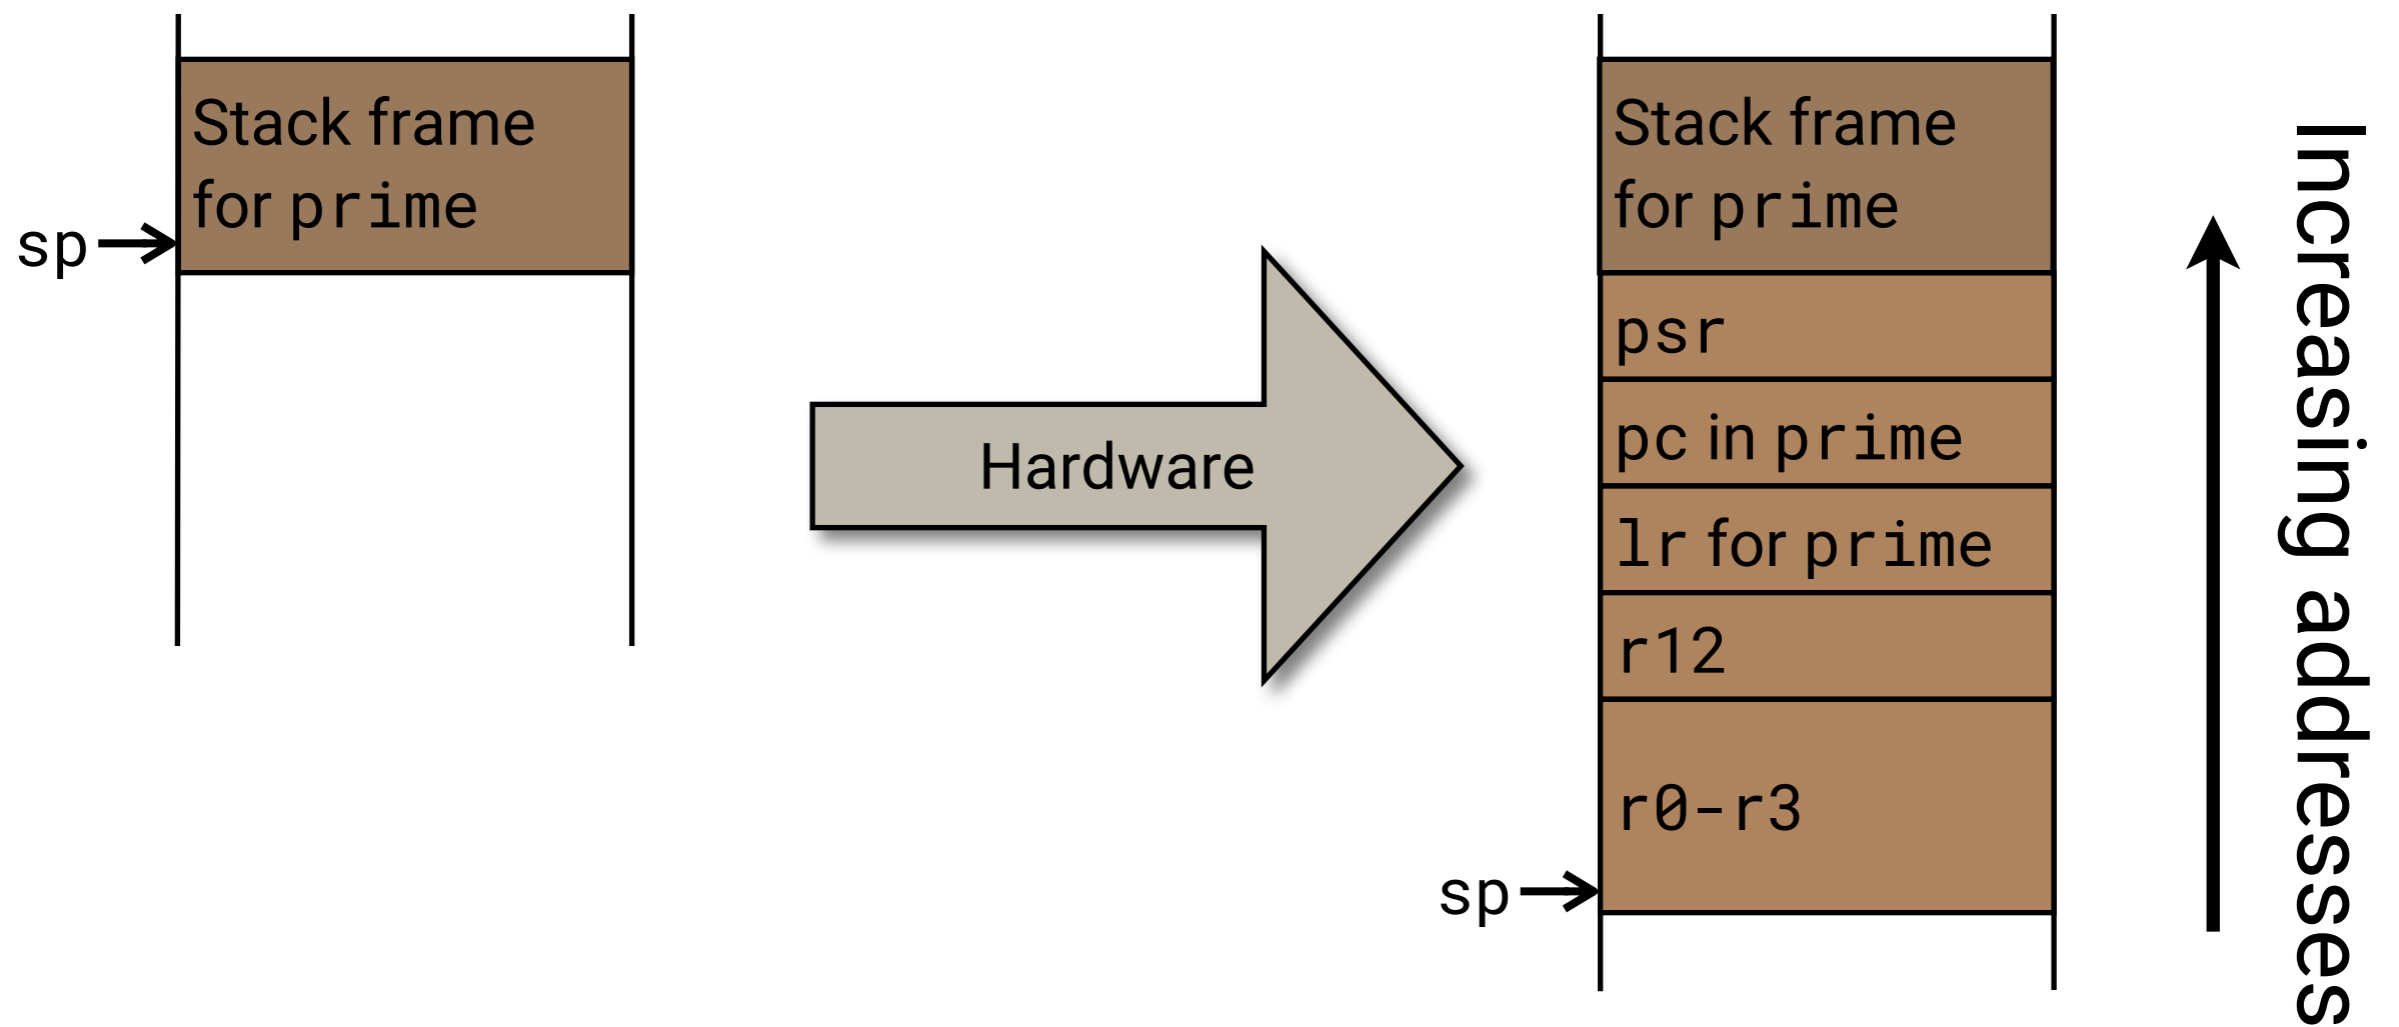 Stack frame
for prime
sp
Hardware
Stack frame
for prime
psr
pc in prime
lr for prime
r12
r0-r3
sp
Increasing addresses